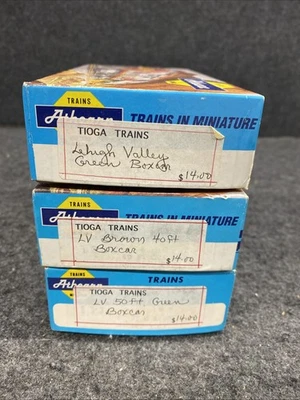 TRAINS
Athearn
TRAINS IN MINIATURE
TIOGA TRAINS
Lehigh Valley
Green Boxcar
$14.00
TRAINS
Athearn
TRAINS IN MINIATURE
TIOGA TRAINS
LV Brown 40ft
Boxcar
$14.00
TRAINS
Athearn
TRAINS
TIOGA TRAINS
LV 50ft Green
Boxcar
$14.00